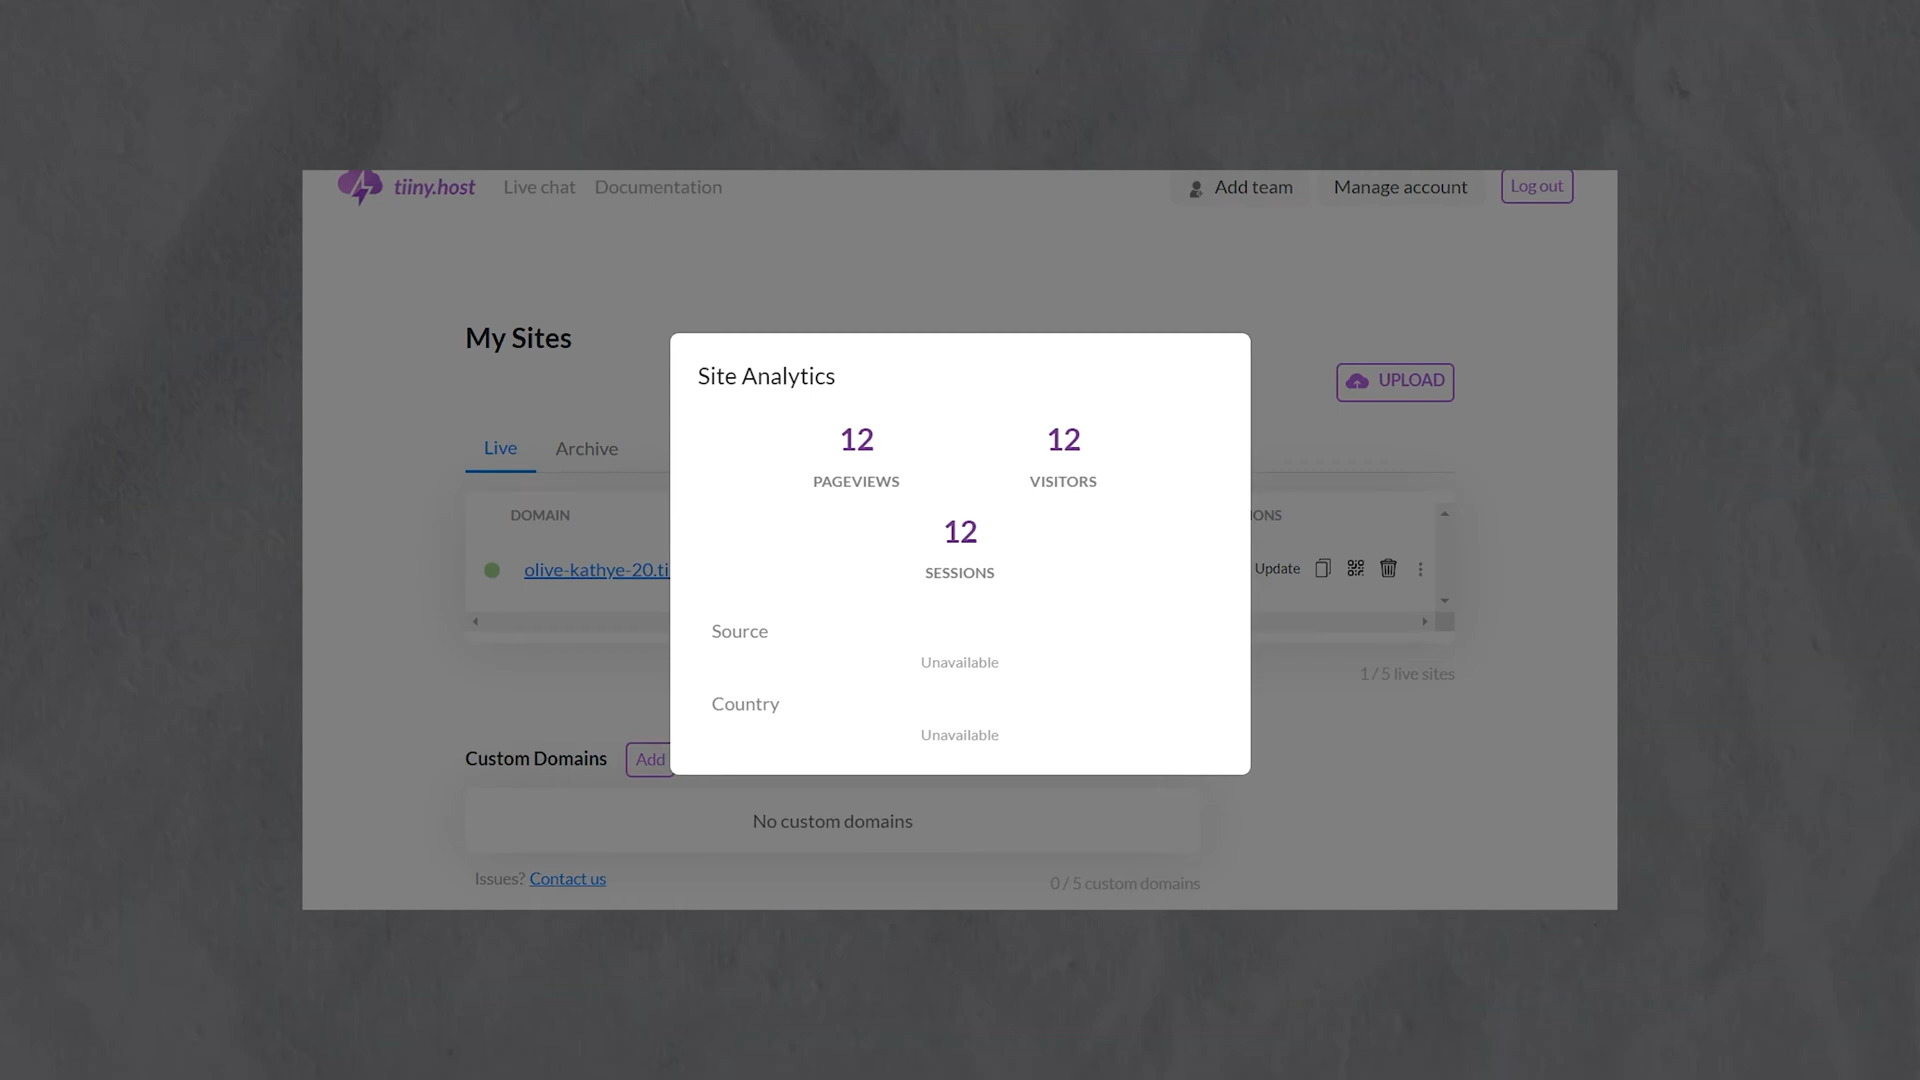 tiiny.host Live chat Documentation Add team Manage account Log out
My Sites
UPLOAD
Live Archive
DOMAIN
olive-kathye-20.ti
IONS
Update
1 / 5 live sites
Site Analytics
12 12
PAGEVIEWS VISITORS
12
SESSIONS
Source
Unavailable
Country
Unavailable
Custom Domains Add
No custom domains
Issues? Contact us
0 / 5 custom domains